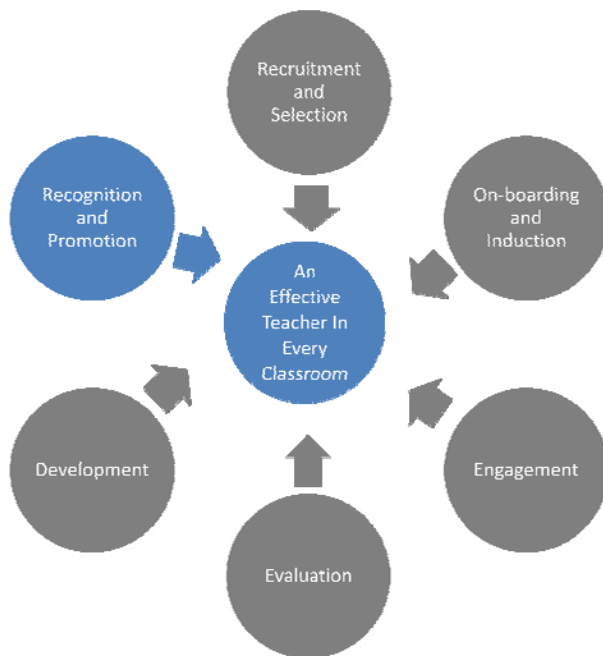 Recruitment
and
Selection
Recognition
and
Promotion
On-boarding
and
Induction
An
Effective
Teacher In
Every
Classroom
Development
Engagement
Evaluation